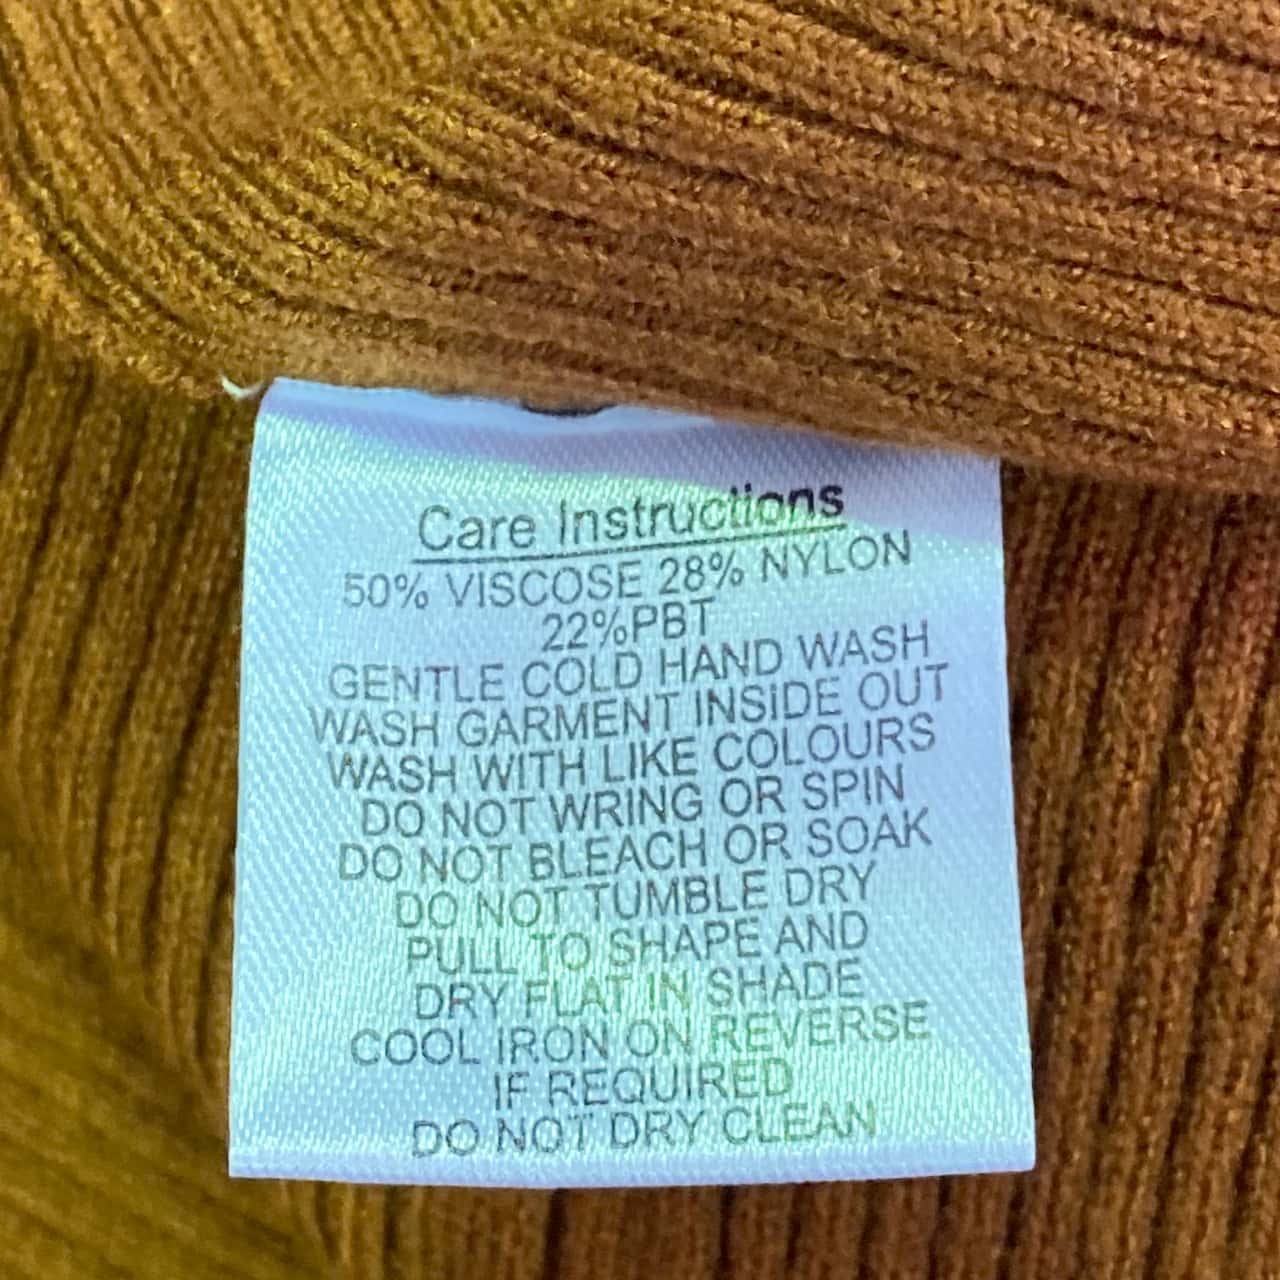 Care Instructions
50% VISCOSE 28% NYLON
22%PBT
GENTLE COLD HAND WASH
WASH GARMENT INSIDE OUT
WASH WITH LIKE COLOURS
DO NOT WRING OR SPIN
DO NOT BLEACH OR SOAK
DO NOT TUMBLE DRY
PULL TO SHAPE AND
DRY FLAT IN SHADE
COOL IRON ON REVERSE
IF REQUIRED
DO NOT DRY CLEAN